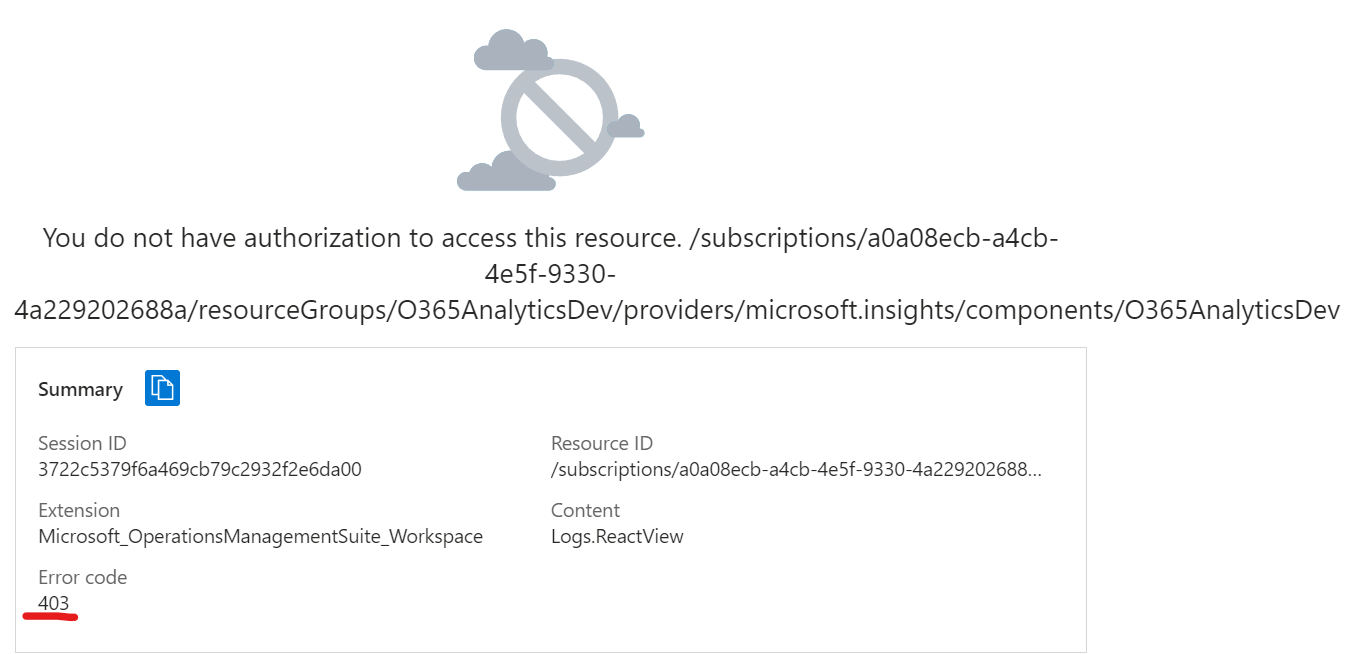 You do not have authorization to access this resource. /subscriptions/a0a08ecb-a4cb-
4e5f-9330-
4a229202688a/resourceGroups/O365AnalyticsDev/providers/microsoft.insights/components/O365AnalyticsDev
Summary
Session ID
3722c5379f6a469cb79c2932f2e6da00
Resource ID
/subscriptions/a0a08ecb-a4cb-4e5f-9330-4a229202688...
Extension
Microsoft_OperationsManagementSuite_Workspace
Content
Logs.ReactView
Error code
403